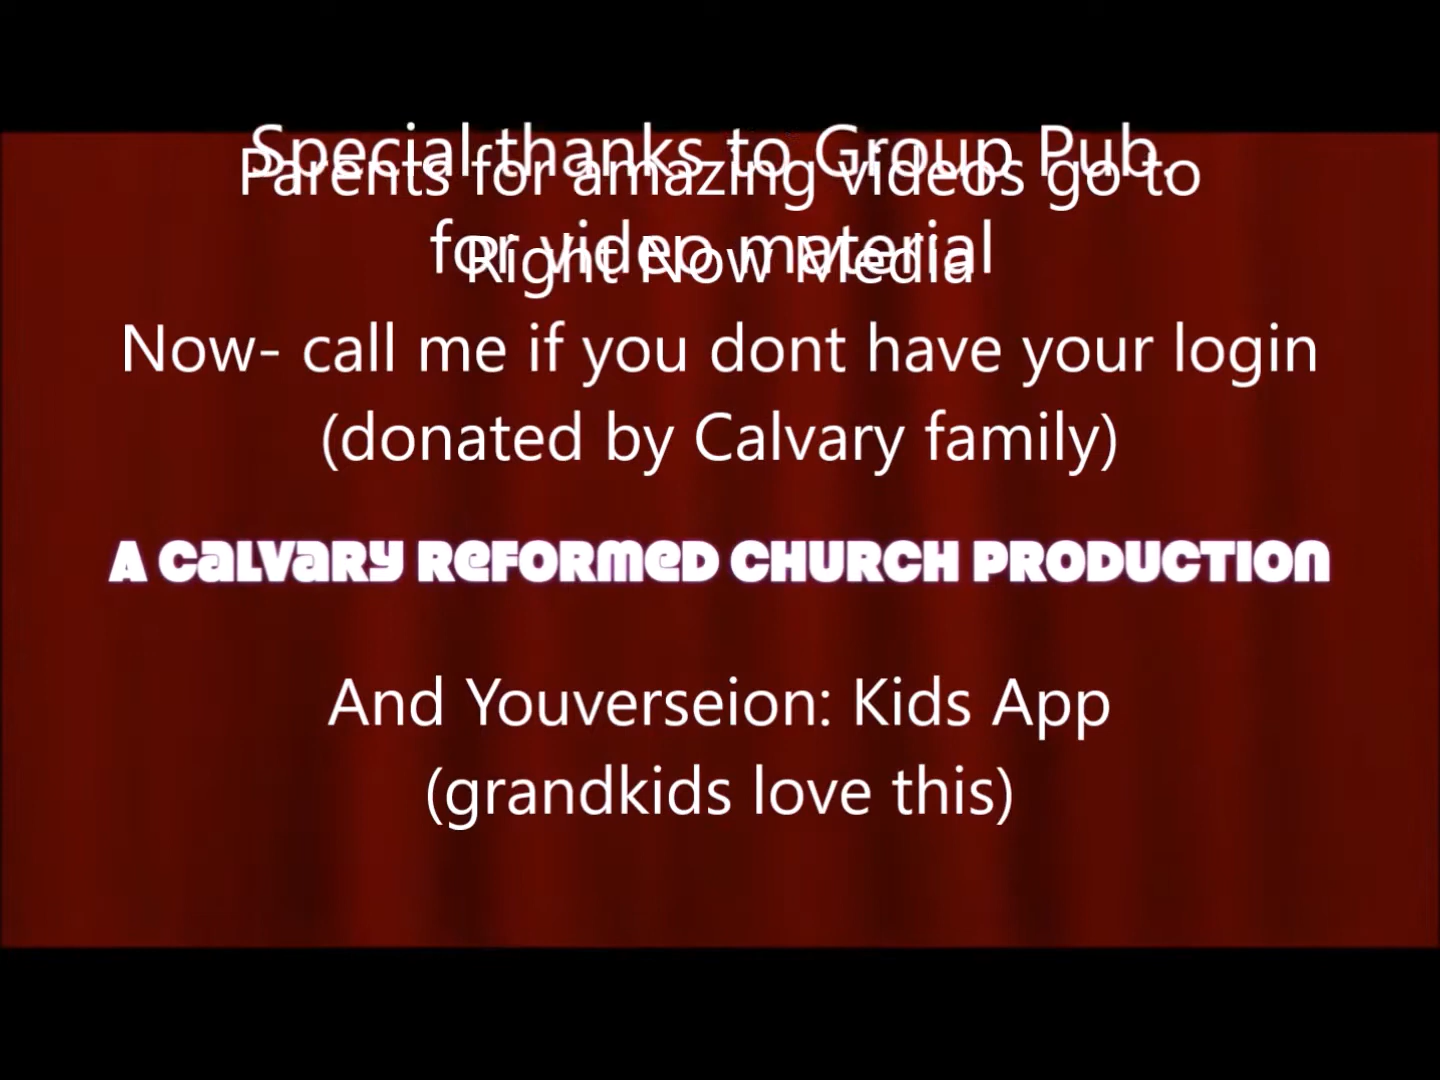 Special thanks to Group Pub.
Parents for amazing videos go to
for video material
Right Now Media
Now- call me if you dont have your login
(donated by Calvary family)
A CALVARY REFORMED CHURCH PRODUCTION
And Youverseion: Kids App
(grandkids love this)